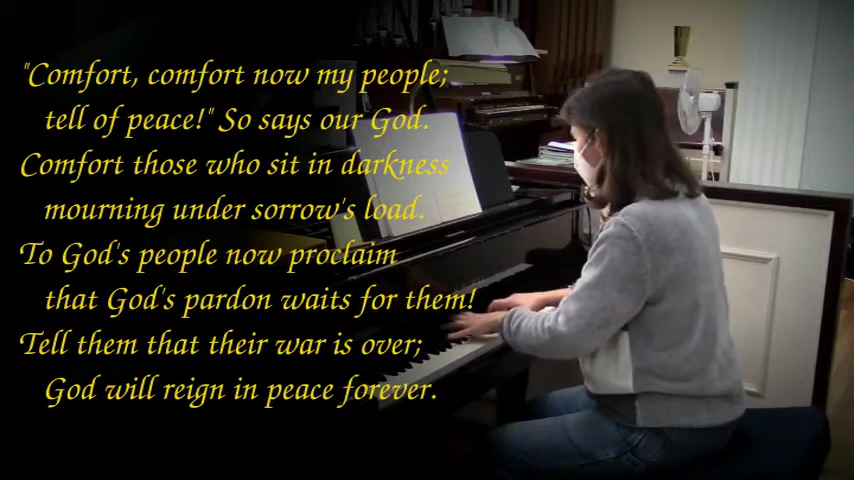 "Comfort, comfort now my people;
tell of peace!" So says our God.
Comfort those who sit in darkness
mourning under sorrow's load.
To God's people now proclaim
that God's pardon waits for them!
Tell them that their war is over;
God will reign in peace forever.